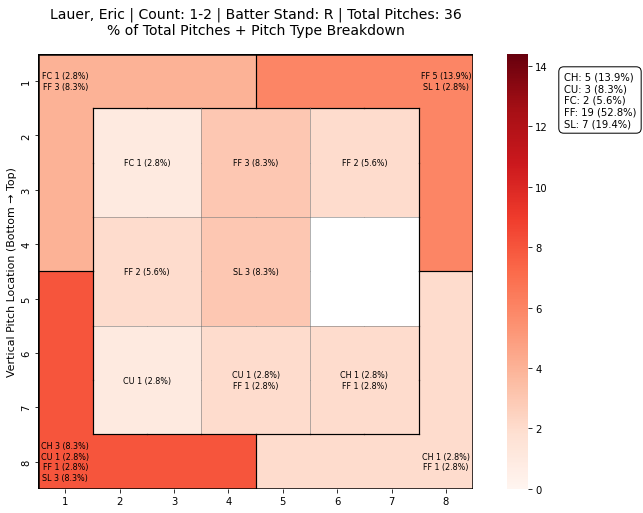 Lauer, Eric | Count: 1-2 | Batter Stand: R | Total Pitches: 36
% of Total Pitches + Pitch Type Breakdown
FC 1 (2.8%)
FF 3 (8.3%)
FF 5 (13.9%)
SL 1 (2.8%)
FC 1 (2.8%)
FF 3 (8.3%)
FF 2 (5.6%)
FF 2 (5.6%)
SL 3 (8.3%)
CU 1 (2.8%)
CU 1 (2.8%)
FF 1 (2.8%)
CH 1 (2.8%)
FF 1 (2.8%)
CH 3 (8.3%)
CU 1 (2.8%)
FF 1 (2.8%)
SL 3 (8.3%)
CH 1 (2.8%)
FF 1 (2.8%)
Vertical Pitch Location (Bottom → Top)
1
2
3
4
5
6
7
8
1 2 3 4 5 6 7 8
14
12
10
8
6
4
2
0
CH: 5 (13.9%)
CU: 3 (8.3%)
FC: 2 (5.6%)
FF: 19 (52.8%)
SL: 7 (19.4%)